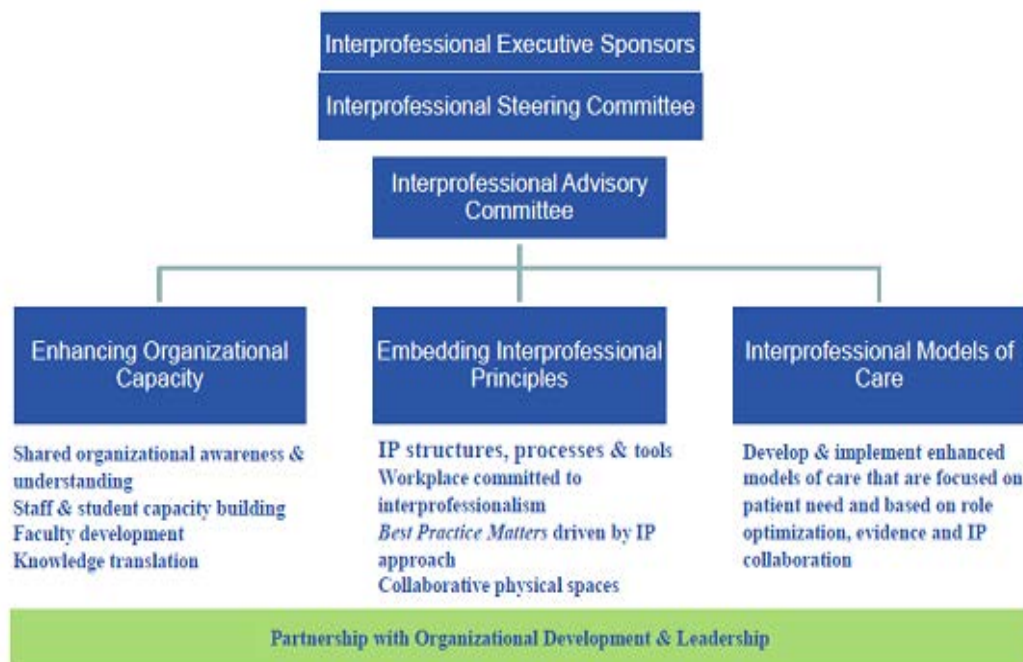 Interprofessional Executive Sponsors
Interprofessional Steering Committee
Interprofessional Advisory
Committee
Enhancing Organizational
Capacity
Embedding Interprofessional
Principles
Interprofessional Models of
Care
Shared organizational awareness &
understanding
Staff & student capacity building
Faculty development
Knowledge translation
IP structures, processes & tools
Workplace committed to
interprofessionalism
Best Practice Matters driven by IP
approach
Collaborative physical spaces
Develop & implement enhanced
models of care that are focused on
patient need and based on role
optimization, evidence and IP
collaboration
Partnership with Organizational Development & Leadership